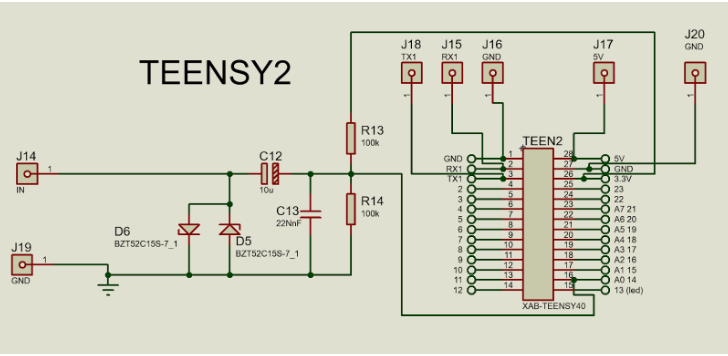 TEENSY2
J18
TX1
1
J15
RX1
1
J16
GND
1
J17
5V
1
J20
GND
1
R13
100k
TEEN2
J14
1
IN
C12
10u
R14
100k
C13
22NnF
D6
BZT52C15S-7_1
D5
BZT52C15S-7_1
J19
1
GND
GND 1 28 5V
RX1 2 27 GND
TX1 3 26 3.3V
2 4 25 23
3 5 24 22
4 6 23 A7 21
5 7 22 A6 20
6 8 21 A5 19
7 9 20 A4 18
8 10 19 A3 17
9 11 18 A2 16
10 12 17 A1 15
11 13 16 A0 14
12 14 15 13 (led)
XAB-TEENSY40